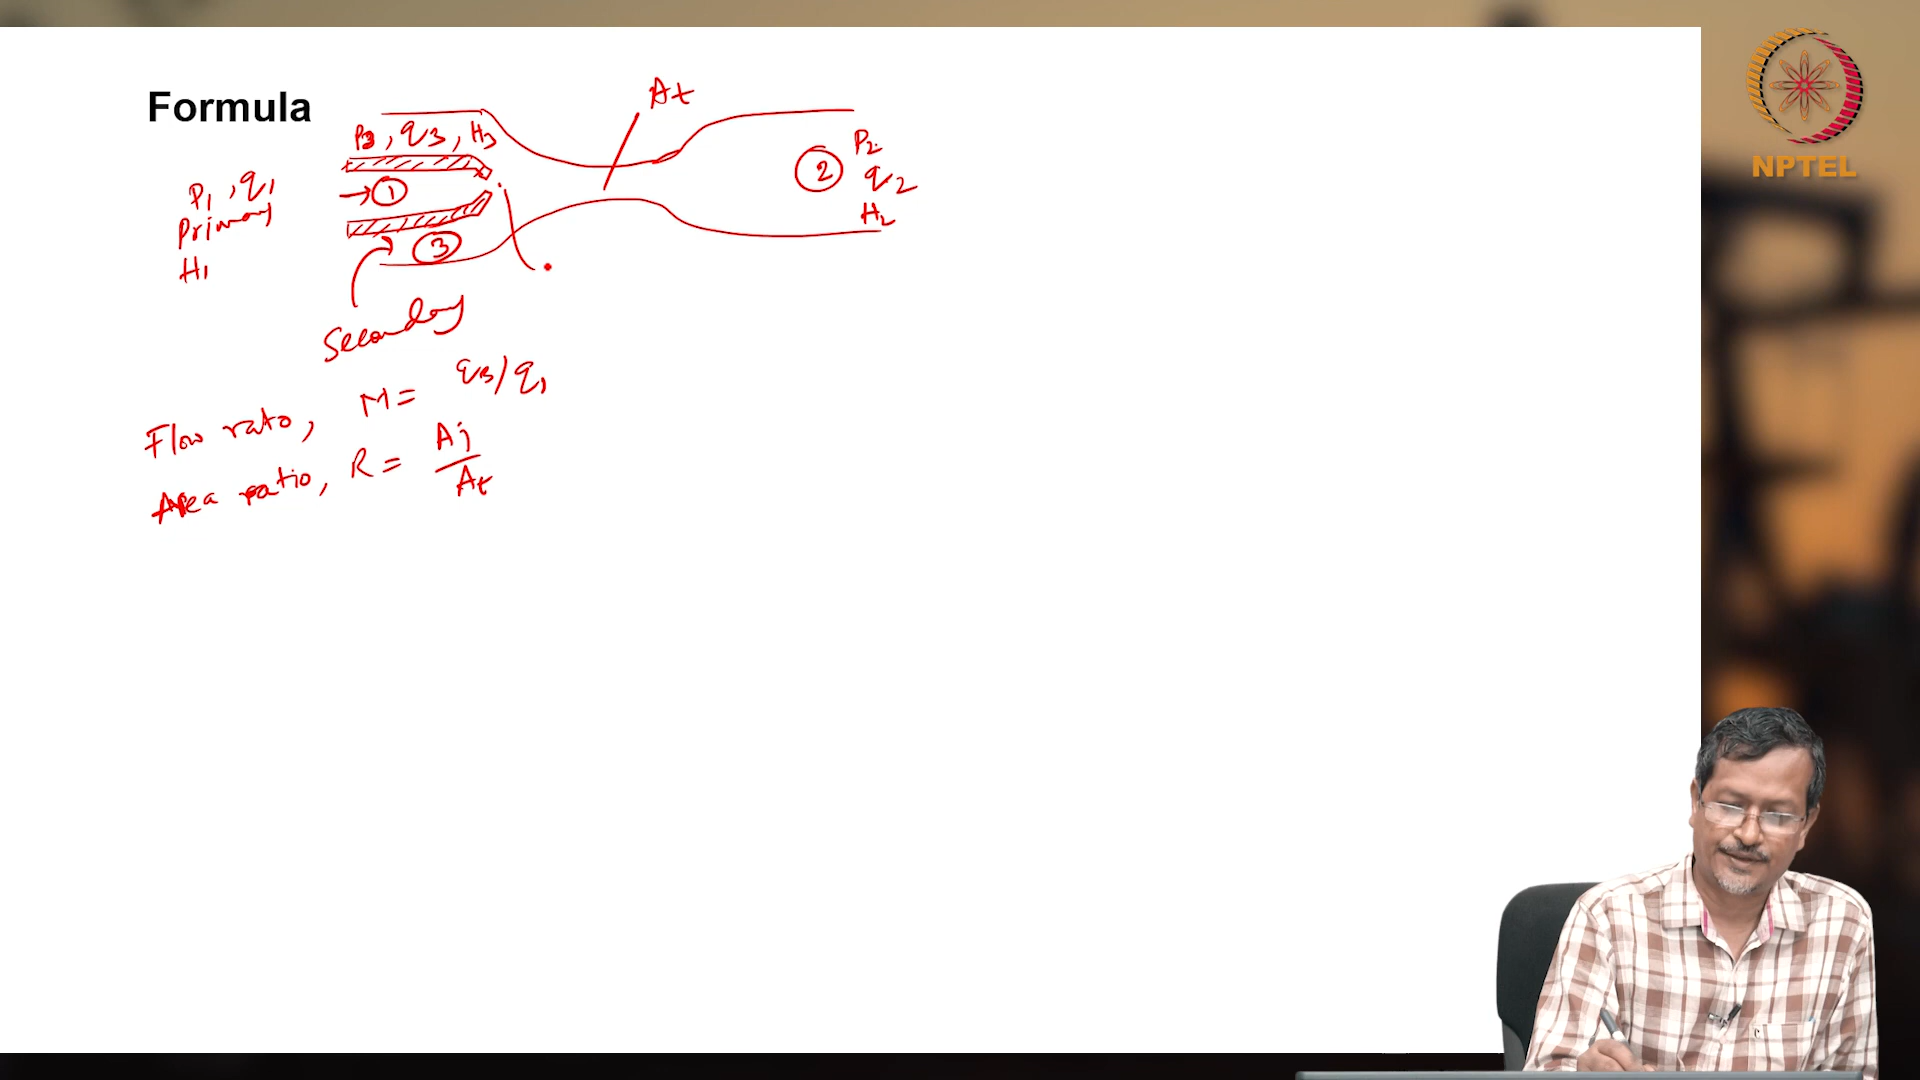 Formula
At
P3, q3, H3
P1, q1
Primary
H1
1
2
P2
q2
H2
3
Secondary
Flow rato, M = q3/q1
Area ratio, R = Aj/At
NPTEL